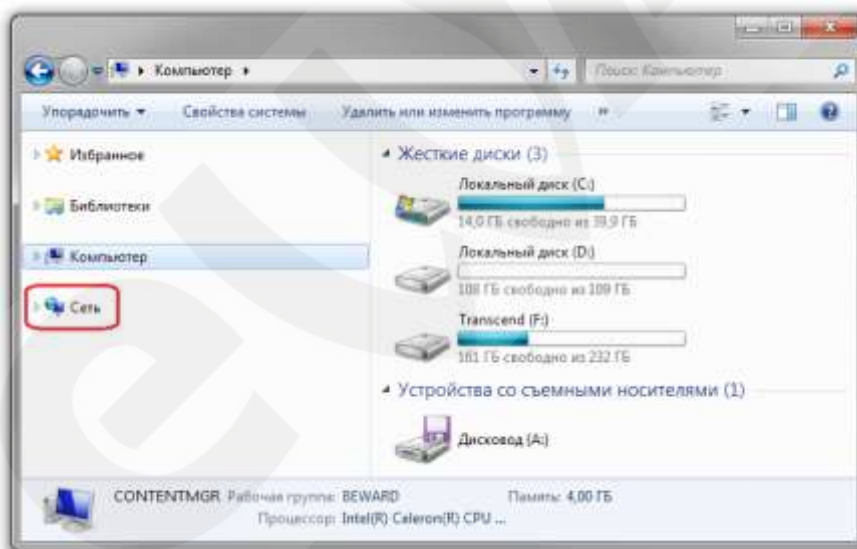 Компьютер
Поиск: Компьютер
Упорядочить
Свойства системы
Удалить или изменить программу
»
Избранное
Библиотеки
Компьютер
Сеть
Жесткие диски (3)
Локальный диск (C:)
14,0 ГБ свободно из 39,9 ГБ
Локальный диск (D:)
108 ГБ свободно из 109 ГБ
Transcend (F:)
161 ГБ свободно из 232 ГБ
Устройства со съемными носителями (1)
Дисковод (A:)
CONTENTMGR Рабочая группа: BEWARD Память: 4,00 ГБ
Процессор: Intel(R) Celeron(R) CPU ...